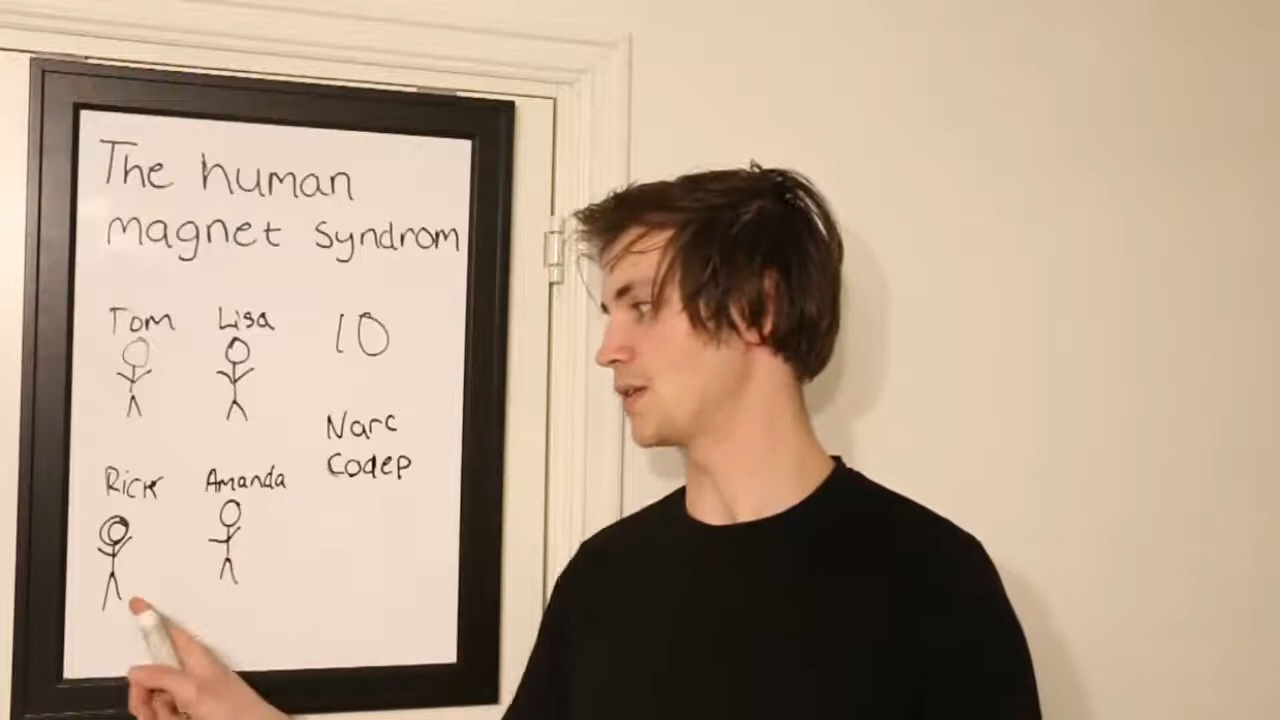 The human
magnet syndrom
Tom Lisa 10
Narc
Codep
Rick Amanda